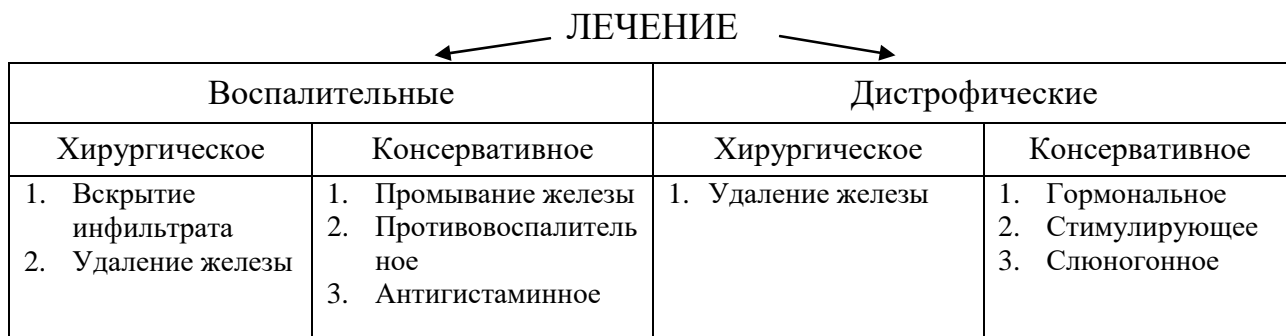 ЛЕЧЕНИЕ
Воспалительные
Дистрофические
Хирургическое
Консервативное
Хирургическое
Консервативное
1. Вскрытие
инфильтрата
2. Удаление железы
1. Промывание железы
2. Противовоспалитель
ное
3. Антигистаминное
1. Удаление железы
1. Гормональное
2. Стимулирующее
3. Слюногонное